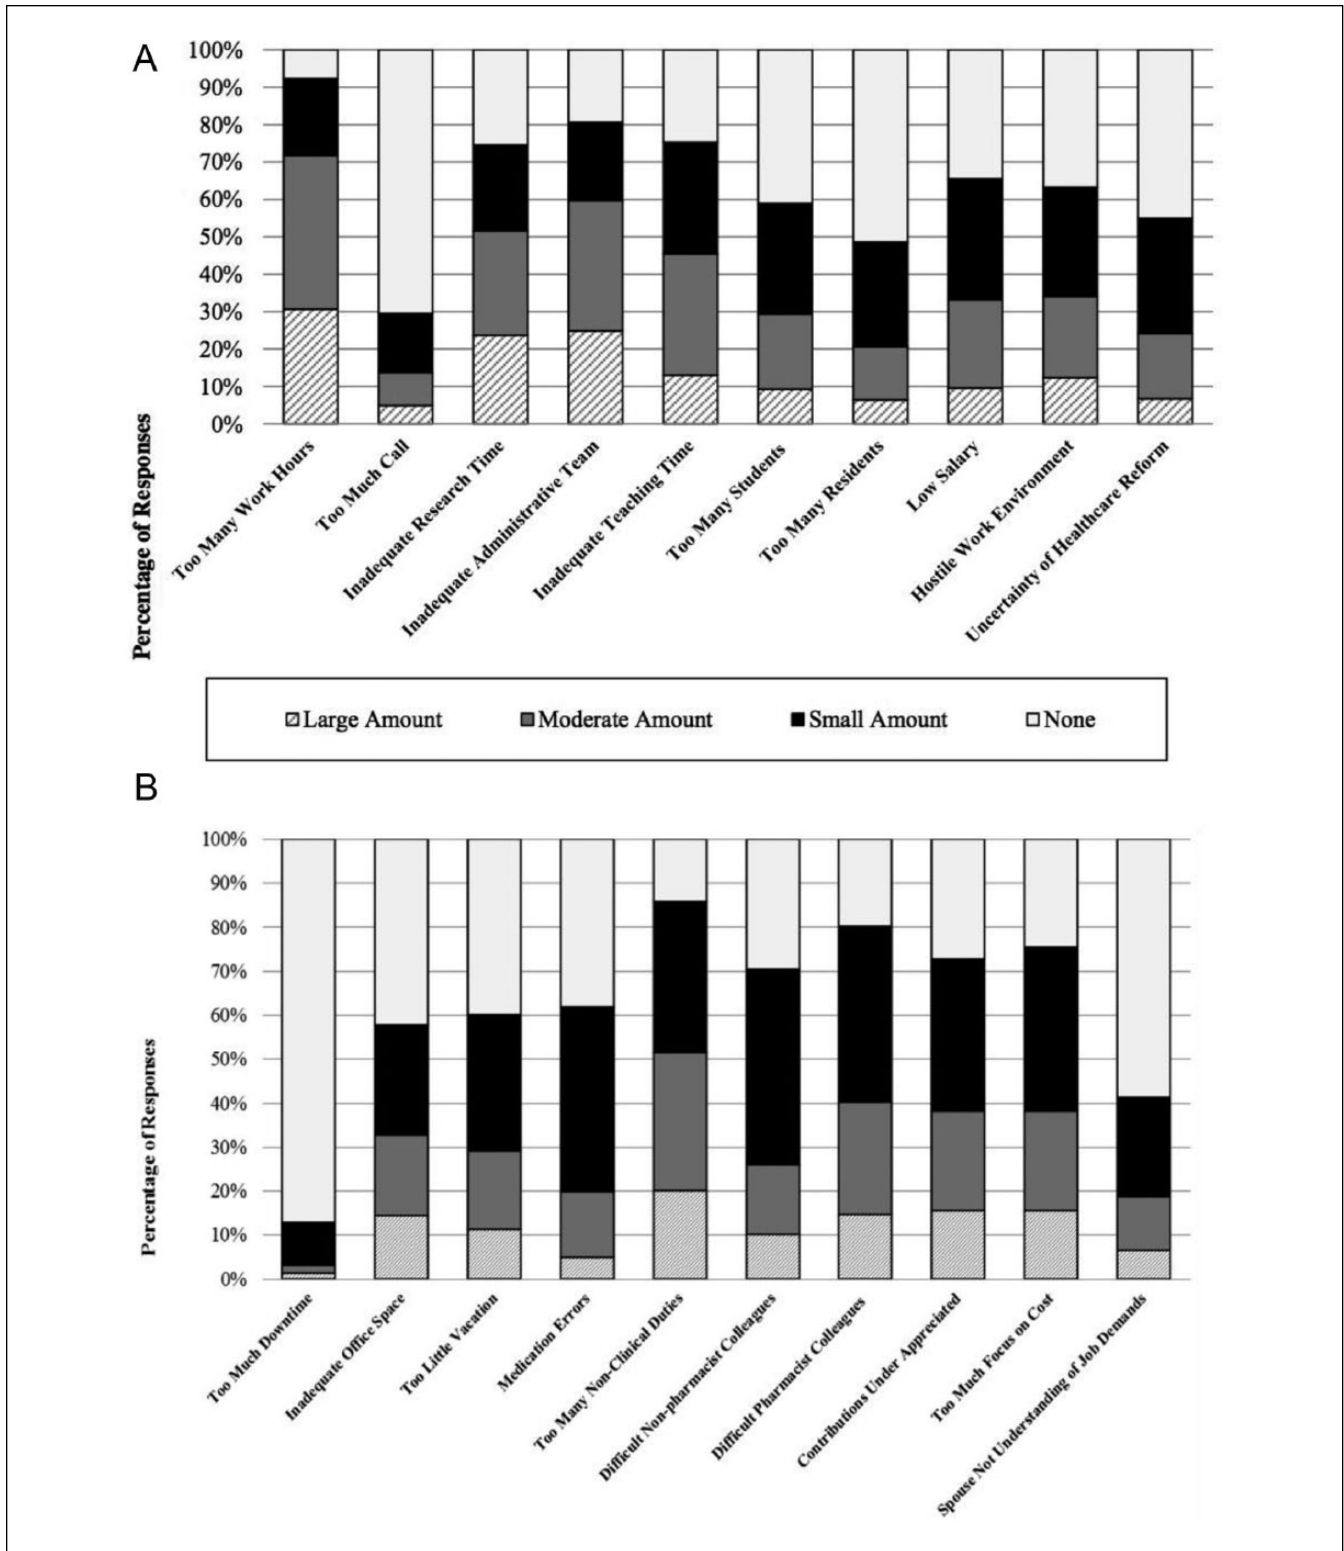 A
100%
90%
80%
70%
60%
50%
40%
30%
20%
10%
0%
Percentage of Responses
Too Many Work Hours
Too Much Call
Inadequate Research Time
Inadequate Administrative Team
Inadequate Teaching Time
Too Many Students
Too Many Residents
Low Salary
Hostile Work Environment
Uncertainty of Healthcare Reform
Large Amount Moderate Amount Small Amount None
B
100%
90%
80%
70%
60%
50%
40%
30%
20%
10%
0%
Percentage of Responses
Too Much Downtime
Inadequate Office Space
Too Little Vacation
Medication Errors
Too Many Non-Clinical Duties
Difficult Non-pharmacist Colleagues
Difficult Pharmacist Colleagues
Contributions Under Appreciated
Too Much Focus on Cost
Spouse Not Understanding of Job Demands